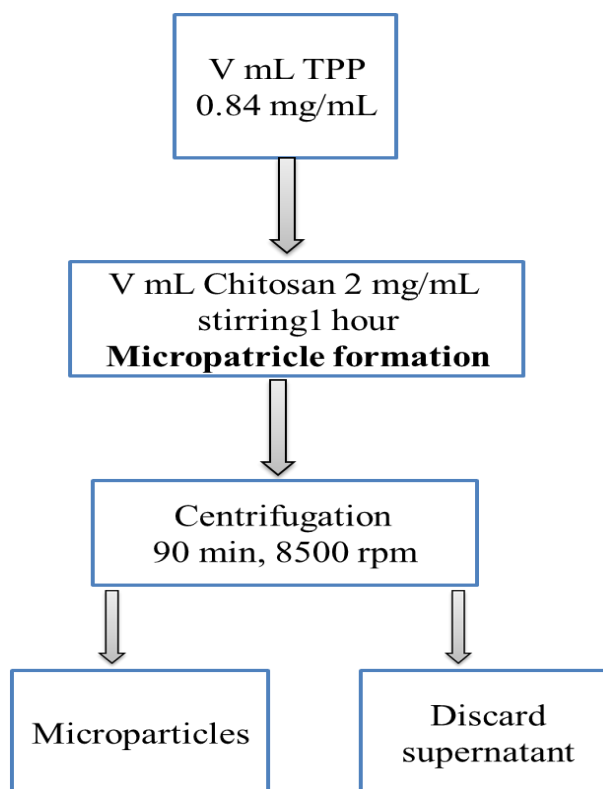 V mL TPP
0.84 mg/mL
V mL Chitosan 2 mg/mL
stirring1 hour
Micropatricle formation
Centrifugation
90 min, 8500 rpm
Microparticles
Discard
supernatant